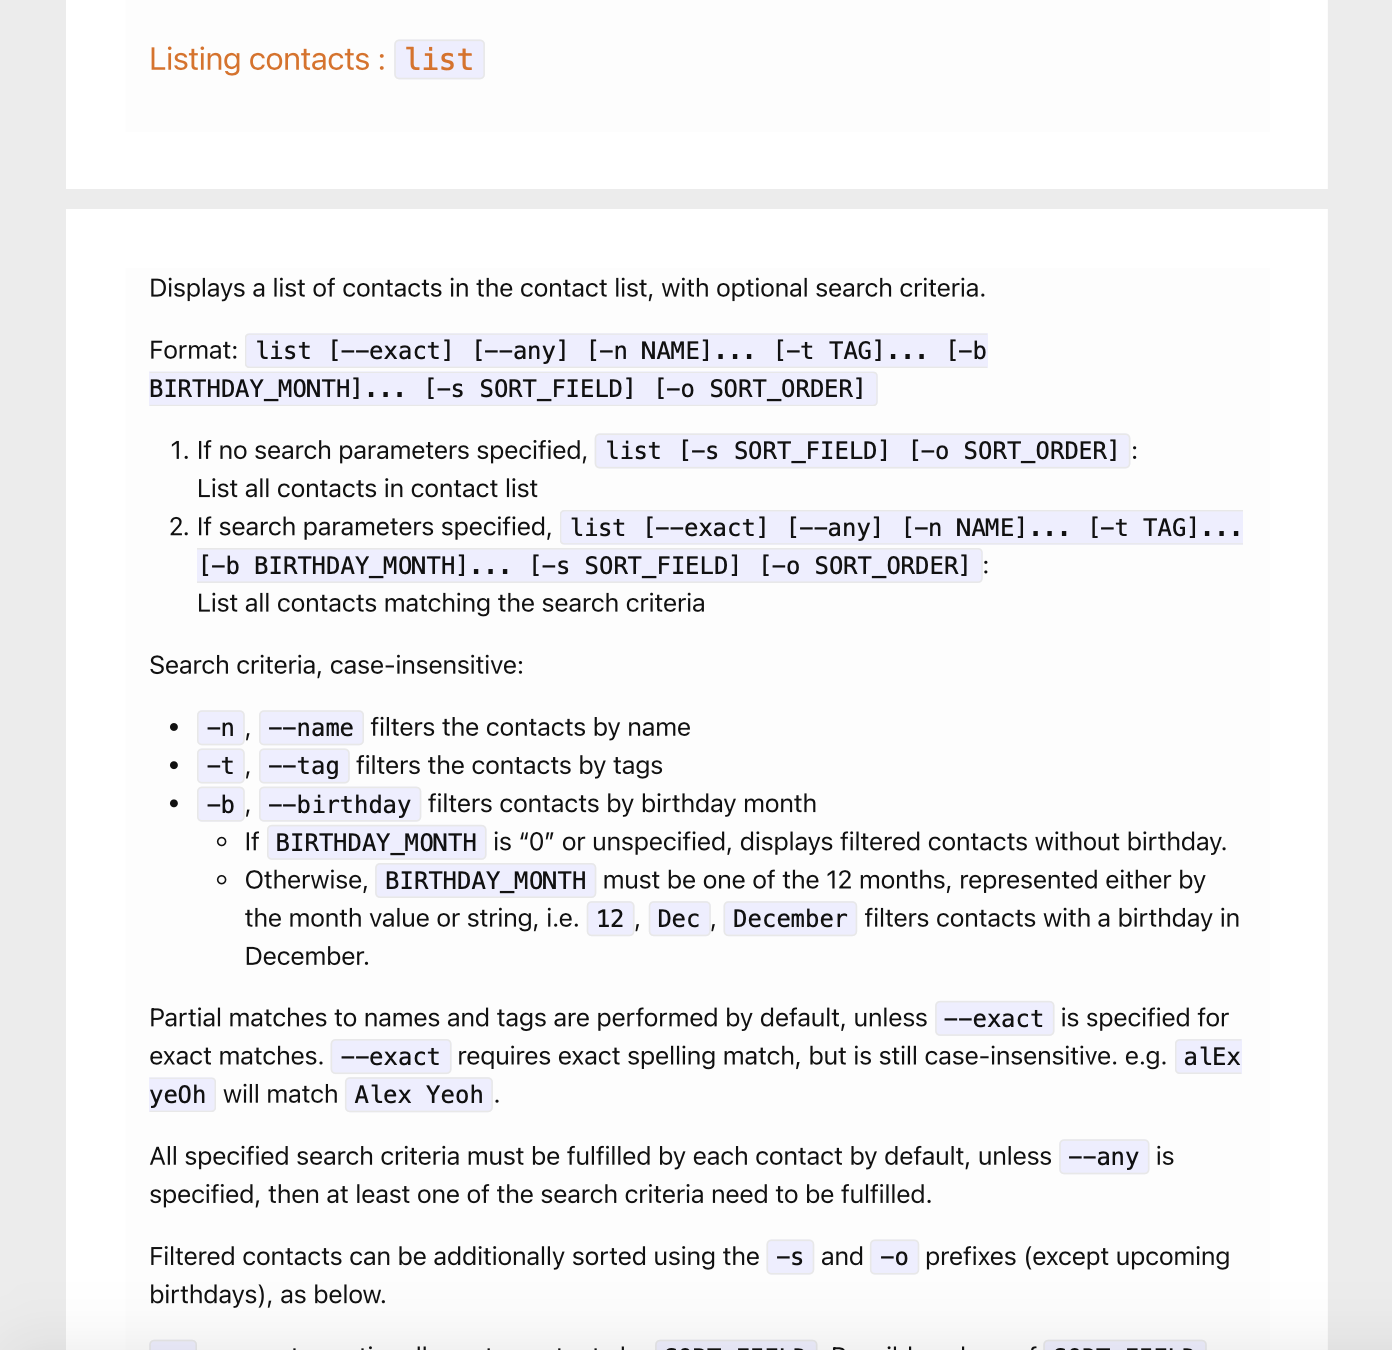 Listing contacts : list
Displays a list of contacts in the contact list, with optional search criteria.
Format: list [--exact] [--any] [-n NAME]... [-t TAG]... [-b
BIRTHDAY_MONTH]... [-s SORT_FIELD] [-o SORT_ORDER]
1. If no search parameters specified, list [-s SORT_FIELD] [-o SORT_ORDER] :
List all contacts in contact list
2. If search parameters specified, list [--exact] [--any] [-n NAME]... [-t TAG]...
[-b BIRTHDAY_MONTH]... [-s SORT_FIELD] [-o SORT_ORDER] :
List all contacts matching the search criteria
Search criteria, case-insensitive:
• -n , --name filters the contacts by name
• -t , --tag filters the contacts by tags
• -b , --birthday filters contacts by birthday month
◦ If BIRTHDAY_MONTH is “0” or unspecified, displays filtered contacts without birthday.
◦ Otherwise, BIRTHDAY_MONTH must be one of the 12 months, represented either by
the month value or string, i.e. 12 , Dec , December filters contacts with a birthday in
December.
Partial matches to names and tags are performed by default, unless --exact is specified for
exact matches. --exact requires exact spelling match, but is still case-insensitive. e.g. alEx
yeOh will match Alex Yeoh .
All specified search criteria must be fulfilled by each contact by default, unless --any is
specified, then at least one of the search criteria need to be fulfilled.
Filtered contacts can be additionally sorted using the -s and -o prefixes (except upcoming
birthdays), as below.